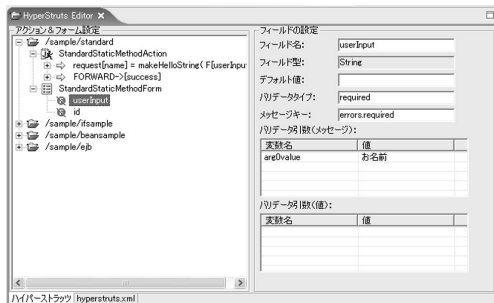 HyperStruts Editor
アクション&フォーム設定
/sample/standard
StandardStaticMethodAction
request[name] = makeHelloString( F[userInpu
FORWARD->[success]
StandardStaticMethodForm
userInput
id
/sample/ifsample
/sample/beansample
/sample/ejb
フィールドの設定
フィールド名: userInput
フィールド型: String
デフォルト値:
バリデータタイプ: required
メッセージキー: errors.required
バリデータ引数(メッセージ):
変数名 値
arg0value お名前
バリデータ引数(値):
変数名 値
ハイパーストラッツ hyperstruts.xml